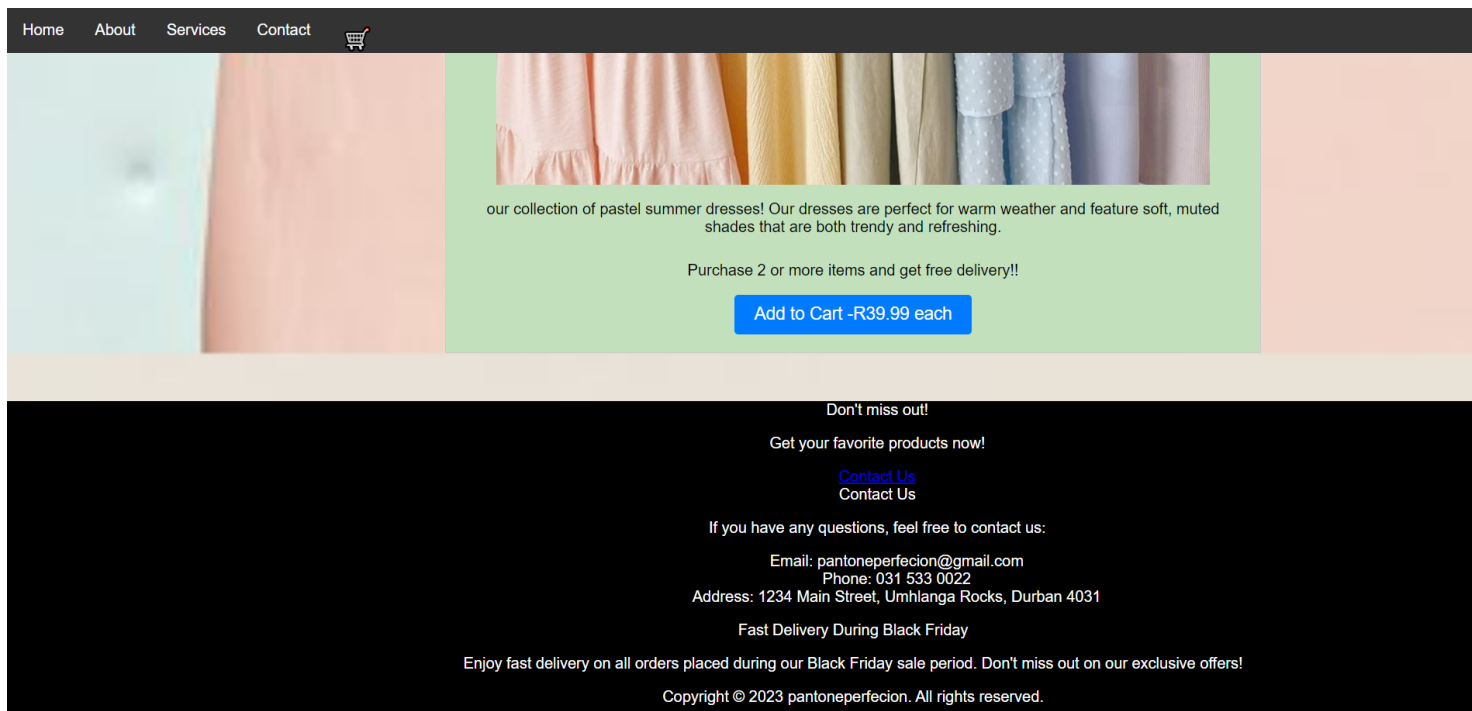 Home About Services Contact
our collection of pastel summer dresses! Our dresses are perfect for warm weather and feature soft, muted
shades that are both trendy and refreshing.
Purchase 2 or more items and get free delivery!!
Add to Cart -R39.99 each
Don't miss out!
Get your favorite products now!
Contact Us
Contact Us
If you have any questions, feel free to contact us:
Email: pantoneperfecion@gmail.com
Phone: 031 533 0022
Address: 1234 Main Street, Umhlanga Rocks, Durban 4031
Fast Delivery During Black Friday
Enjoy fast delivery on all orders placed during our Black Friday sale period. Don't miss out on our exclusive offers!
Copyright © 2023 pantoneperfecion. All rights reserved.